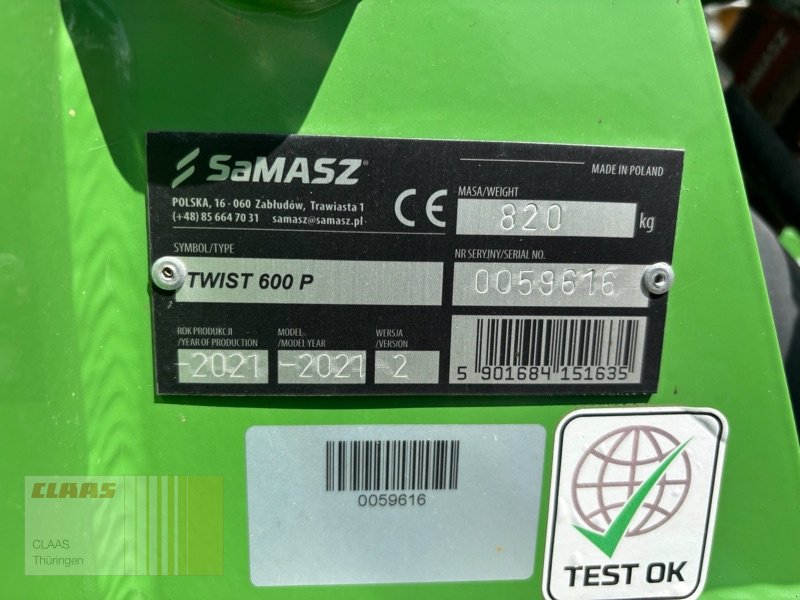 SaMASZ®
MADE IN POLAND
POLSKA, 16 - 060 Zabłudów, Trawiasta 1
(+48) 85 664 70 31 samasz@samasz.pl
CE
MASA/WEIGHT
820 kg
SYMBOL/TYPE
TWIST 600 P
NR SERYJNY/SERIAL NO.
0059616
ROK PRODUKCJI
/YEAR OF PRODUCTION
-2021
MODEL
/MODEL YEAR
-2021
WERSJA
/VERSION
2
5 901684 151635
0059616
TEST OK
CLAAS
CLAAS
Thüringen
SaMASZ